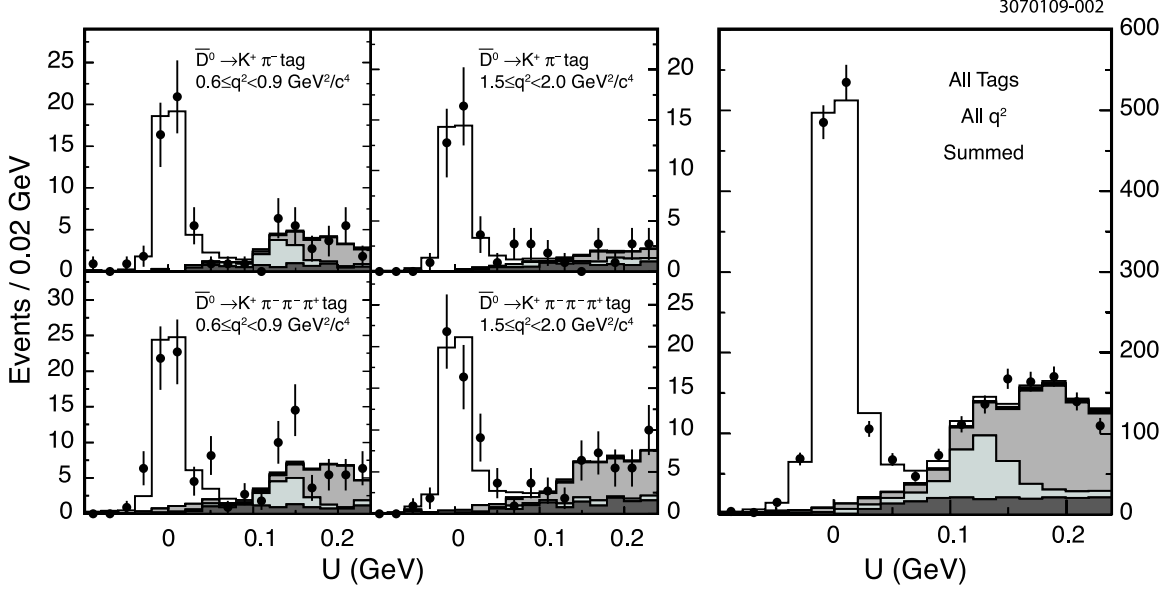 3070109-002
Events / 0.02 GeV
25
20
15
10
5
0
D̅⁰ →K⁺ π⁻ tag
0.6≤q²<0.9 GeV²/c⁴
D̅⁰ →K⁺ π⁻ tag
1.5≤q²<2.0 GeV²/c⁴
20
15
10
5
0
30
25
20
15
10
5
0
D̅⁰ →K⁺ π⁻π⁻π⁺ tag
0.6≤q²<0.9 GeV²/c⁴
D̅⁰ →K⁺ π⁻π⁻π⁺ tag
1.5≤q²<2.0 GeV²/c⁴
25
20
15
10
5
0
0 0.1 0.2
U (GeV)
0 0.1 0.2
U (GeV)
All Tags
All q²
Summed
600
500
400
300
200
100
0
0 0.1 0.2
U (GeV)